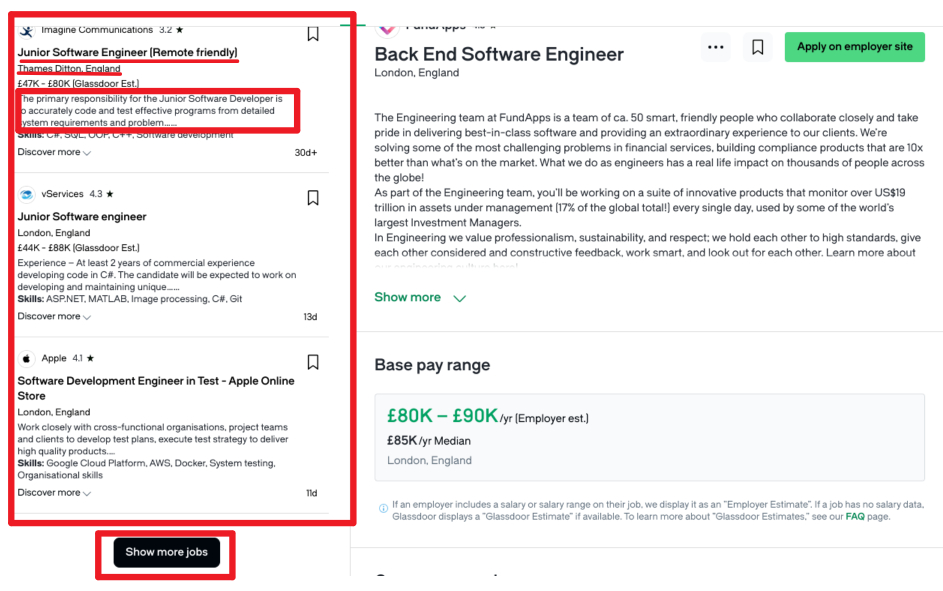 Imagine Communications 3.2 ★
Junior Software Engineer (Remote friendly)
Thames Ditton, England
£47K - £80K (Glassdoor Est.)
The primary responsibility for the Junior Software Developer is
to accurately code and test effective programs from detailed
system requirements and problem……
Skills: C#, SQL, OOP, C++, Software development
Discover more
30d+
vServices 4.3 ★
Junior Software engineer
London, England
£44K - £88K (Glassdoor Est.)
Experience – At least 2 years of commercial experience
developing code in C#. The candidate will be expected to work on
developing and maintaining unique……
Skills: ASP.NET, MATLAB, Image processing, C#, Git
Discover more
13d
Apple 4.1 ★
Software Development Engineer in Test - Apple Online
Store
London, England
Work closely with cross-functional organisations, project teams
and clients to develop test plans, execute test strategy to deliver
high quality products.…
Skills: Google Cloud Platform, AWS, Docker, System testing,
Organisational skills
Discover more
11d
Show more jobs
FundApps
Back End Software Engineer
London, England
Apply on employer site
The Engineering team at FundApps is a team of ca. 50 smart, friendly people who collaborate closely and take
pride in delivering best-in-class software and providing an extraordinary experience to our clients. We're
solving some of the most challenging problems in financial services, building compliance products that are 10x
better than what's on the market. What we do as engineers has a real life impact on thousands of people across
the globe!
As part of the Engineering team, you'll be working on a suite of innovative products that monitor over US$19
trillion in assets under management (17% of the global total!) every single day, used by some of the world's
largest Investment Managers.
In Engineering we value professionalism, sustainability, and respect; we hold each other to high standards, give
each other considered and constructive feedback, work smart, and look out for each other. Learn more about
our engineering culture here!
Show more
Base pay range
£80K – £90K /yr (Employer est.)
£85K /yr Median
London, England
If an employer includes a salary or salary range on their job, we display it as an "Employer Estimate". If a job has no salary data,
Glassdoor displays a "Glassdoor Estimate" if available. To learn more about "Glassdoor Estimates," see our FAQ page.